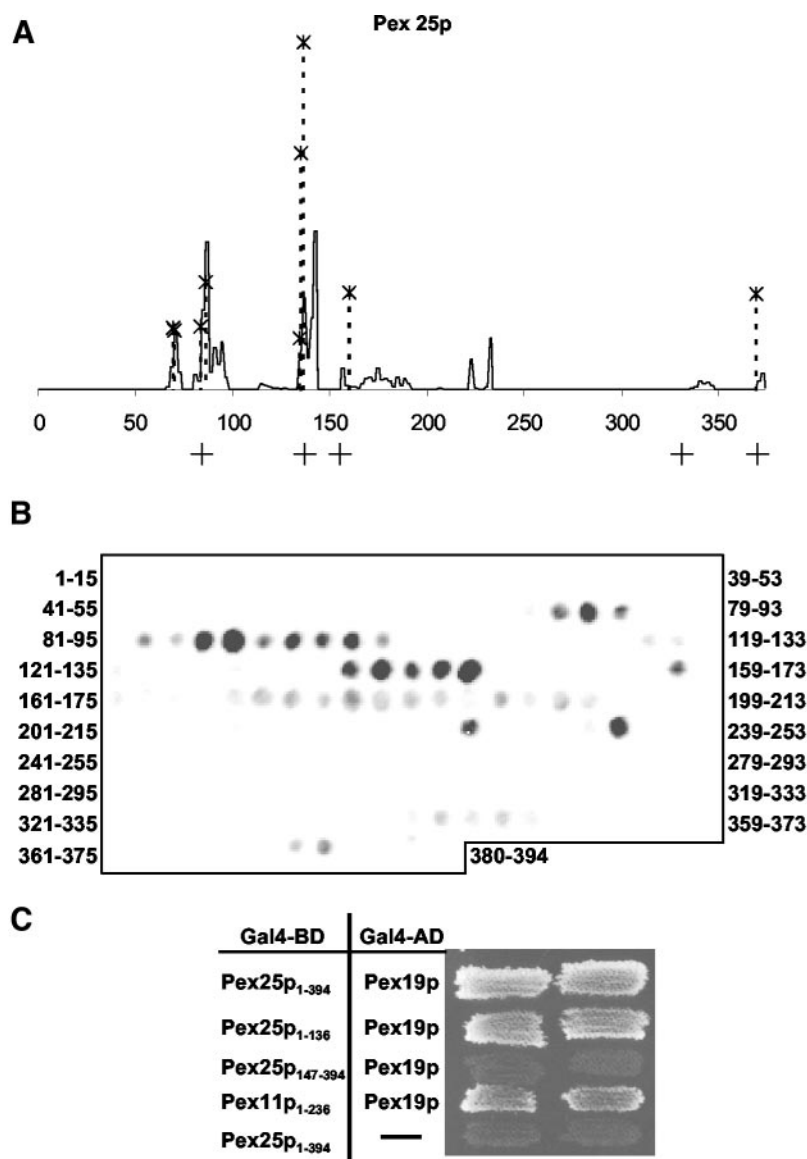 A
Pex 25p
0 50 100 150 200 250 300 350
B
1-15 39-53
41-55 79-93
81-95 119-133
121-135 159-173
161-175 199-213
201-215 239-253
241-255 279-293
281-295 319-333
321-335 359-373
361-375 380-394
C
Gal4-BD Gal4-AD
Pex25p1-394 Pex19p
Pex25p1-136 Pex19p
Pex25p147-394 Pex19p
Pex11p1-236 Pex19p
Pex25p1-394 —